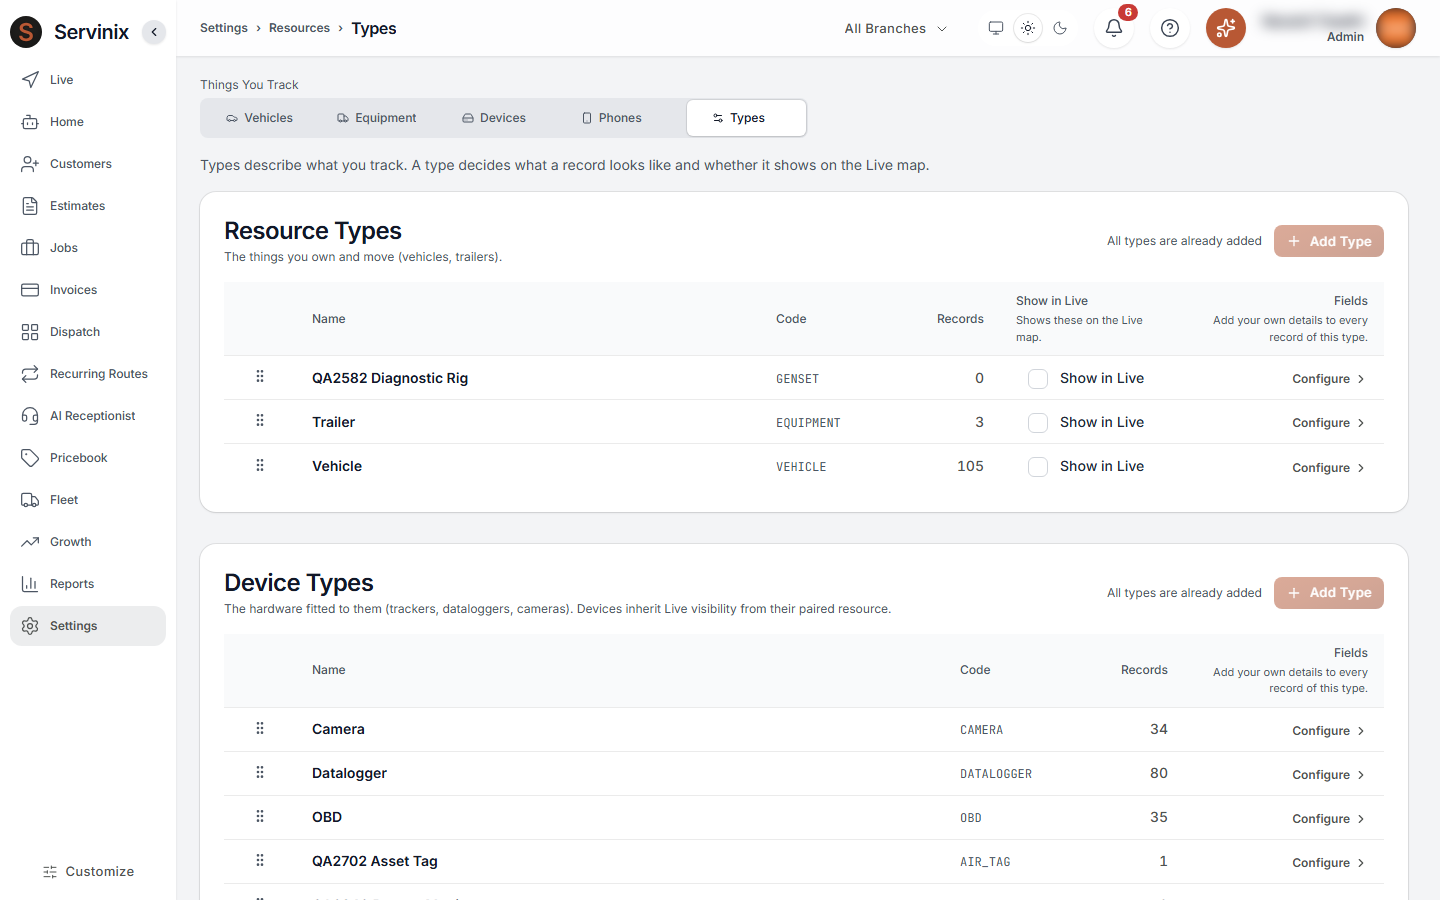 Servinix
Live
Home
Customers
Estimates
Jobs
Invoices
Dispatch
Recurring Routes
AI Receptionist
Pricebook
Fleet
Growth
Reports
Settings
Customize
Settings › Resources › Types
All Branches
6
Admin
Things You Track
Vehicles Equipment Devices Phones Types
Types describe what you track. A type decides what a record looks like and whether it shows on the Live map.
Resource Types
The things you own and move (vehicles, trailers).
All types are already added
+ Add Type
Name Code Records Show in Live Fields
Shows these on the Live map.
Add your own details to every record of this type.
QA2582 Diagnostic Rig GENSET 0 Show in Live Configure
Trailer EQUIPMENT 3 Show in Live Configure
Vehicle VEHICLE 105 Show in Live Configure
Device Types
The hardware fitted to them (trackers, dataloggers, cameras). Devices inherit Live visibility from their paired resource.
All types are already added
+ Add Type
Name Code Records Fields
Add your own details to every record of this type.
Camera CAMERA 34 Configure
Datalogger DATALOGGER 80 Configure
OBD OBD 35 Configure
QA2702 Asset Tag AIR_TAG 1 Configure